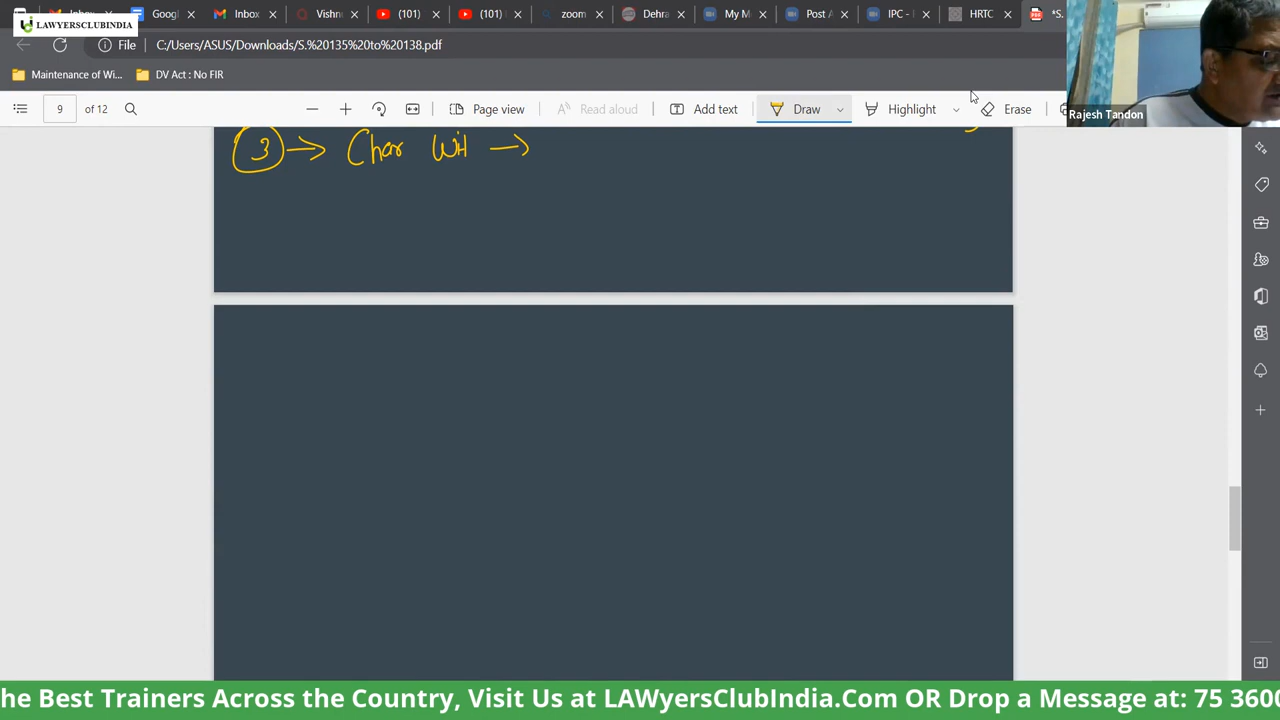 LAWYERSCLUBINDIA
Inbox
Googl
Inbox
Vishn
(101)
(101)
Dehra
My M
Post A
IPC-1
HRTC
*S.
File
C:/Users/ASUS/Downloads/S.%20135%20to%20138.pdf
Maintenance of Wi...
DV Act : No FIR
Rajesh Tandon
9
of 12
Page view
Read aloud
Add text
Draw
Highlight
Erase
3 → Char Wit →
he Best Trainers Across the Country, Visit Us at LAWyersClubIndia.Com OR Drop a Message at: 75 3600